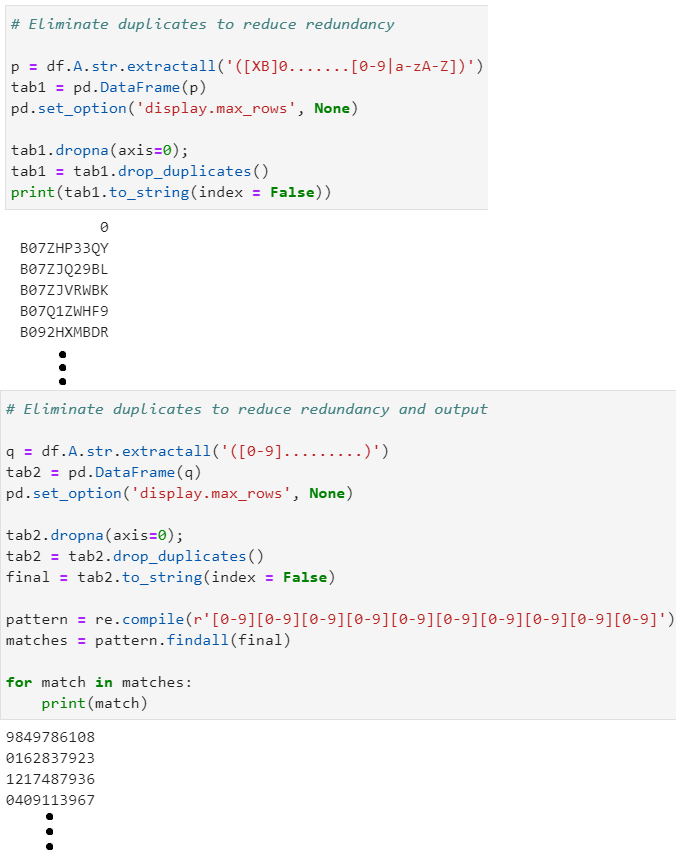 # Eliminate duplicates to reduce redundancy
p = df.A.str.extractall('([XB]0.......[0-9|a-zA-Z])')
tab1 = pd.DataFrame(p)
pd.set_option('display.max_rows', None)
tab1.dropna(axis=0);
tab1 = tab1.drop_duplicates()
print(tab1.to_string(index = False))
0
B07ZHP33QY
B07ZJQ29BL
B07ZJVRWBK
B07Q1ZWHF9
B092HXMBDR
# Eliminate duplicates to reduce redundancy and output
q = df.A.str.extractall('([0-9].........)')
tab2 = pd.DataFrame(q)
pd.set_option('display.max_rows', None)
tab2.dropna(axis=0);
tab2 = tab2.drop_duplicates()
final = tab2.to_string(index = False)
pattern = re.compile(r'[0-9][0-9][0-9][0-9][0-9][0-9][0-9][0-9][0-9][0-9]')
matches = pattern.findall(final)
for match in matches:
    print(match)
9849786108
0162837923
1217487936
0409113967